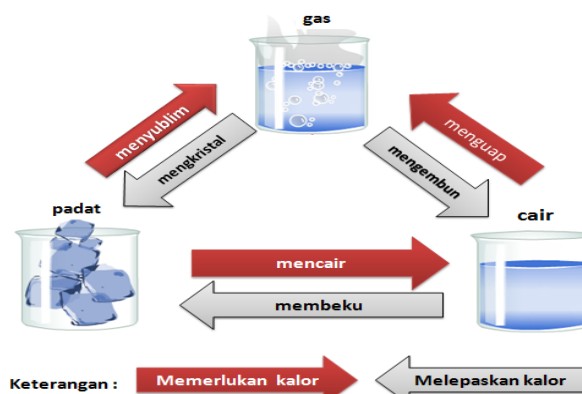 gas
menyublim
mengkristal
menguap
mengembun
padat
cair
mencair
membeku
Keterangan :
Memerlukan kalor
Melepaskan kalor